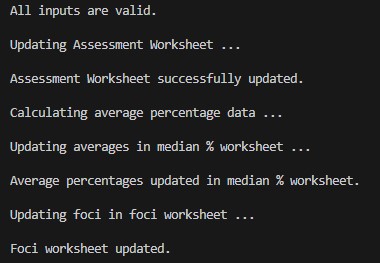 All inputs are valid.
Updating Assessment Worksheet ...
Assessment Worksheet successfully updated.
Calculating average percentage data ...
Updating averages in median % worksheet ...
Average percentages updated in median % worksheet.
Updating foci in foci worksheet ...
Foci worksheet updated.